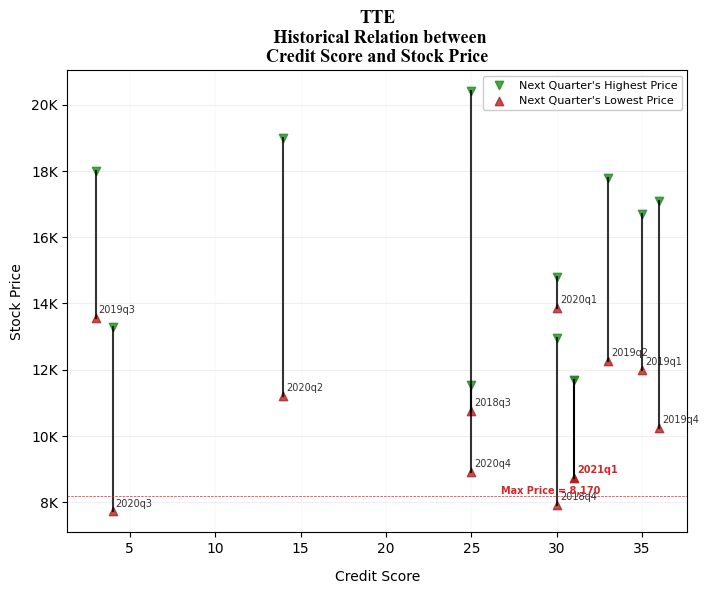 TTE
Historical Relation between
Credit Score and Stock Price
Next Quarter's Highest Price
Next Quarter's Lowest Price
20K
18K
16K
14K
12K
10K
8K
Stock Price
2019q3
2020q3
2020q2
2018q3
2020q4
2020q1
2018q4
2021q1
2019q2
2019q1
2019q4
Max Price = 8,170
5
10
15
20
25
30
35
Credit Score